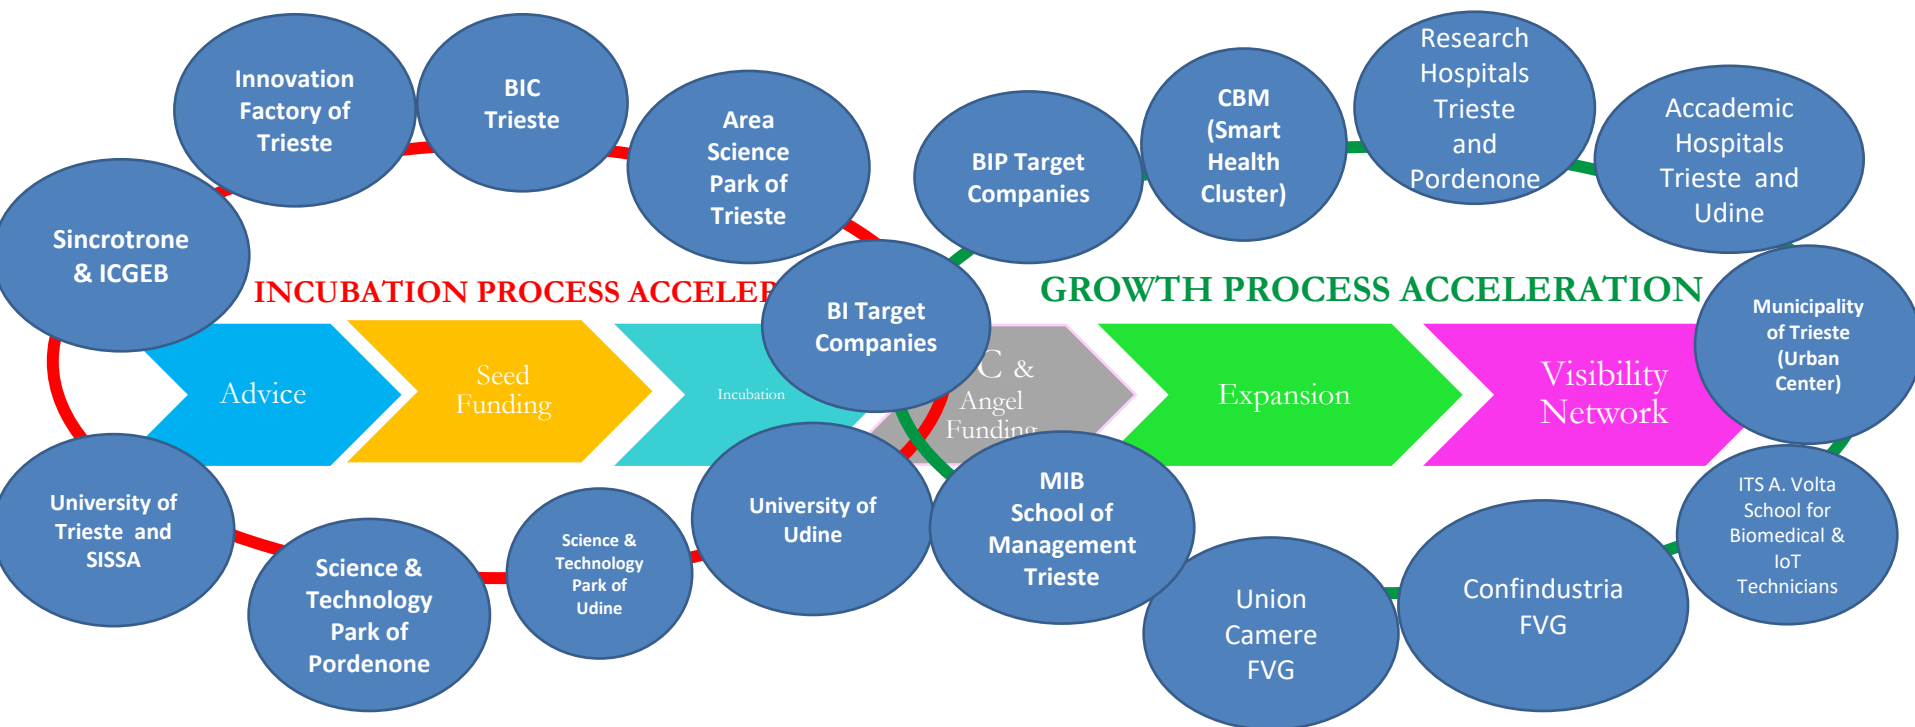 Innovation
Factory of
Trieste
BIC
Trieste
Area
Science
Park of
Trieste
BIP Target
Companies
CBM
(Smart
Health
Cluster)
Research
Hospitals
Trieste
and
Pordenone
Accademic
Hospitals
Trieste and
Udine
Sincrotrone
& ICGEB
INCUBATION PROCESS
GROWTH PROCESS ACCELERATION
BI Target
Companies
Municipality
of Trieste
(Urban
Center)
Advice
Seed
Funding
Incubation
C &
Angel
Funding
Expansion
Visibility
Network
University of
Trieste and
SISSA
Science &
Technology
Park of
Pordenone
Science &
Technology
Park of
Udine
University of
Udine
MIB
School of
Management
Trieste
Union
Camere
FVG
Confindustria
FVG
ITS A. Volta
School for
Biomedical &
IoT
Technicians